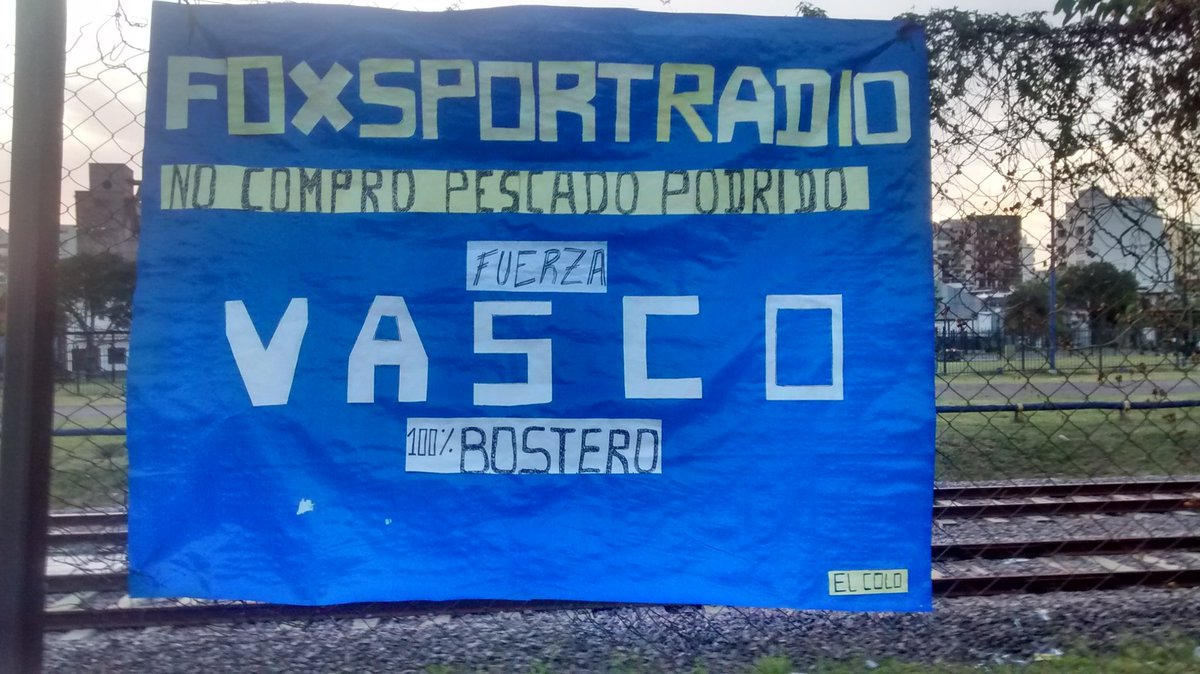 FOXSPORTRADIO
NO COMPRO PESCADO PODRIDO
FUERZA
VASCO
100% BOSTERO
EL COLO